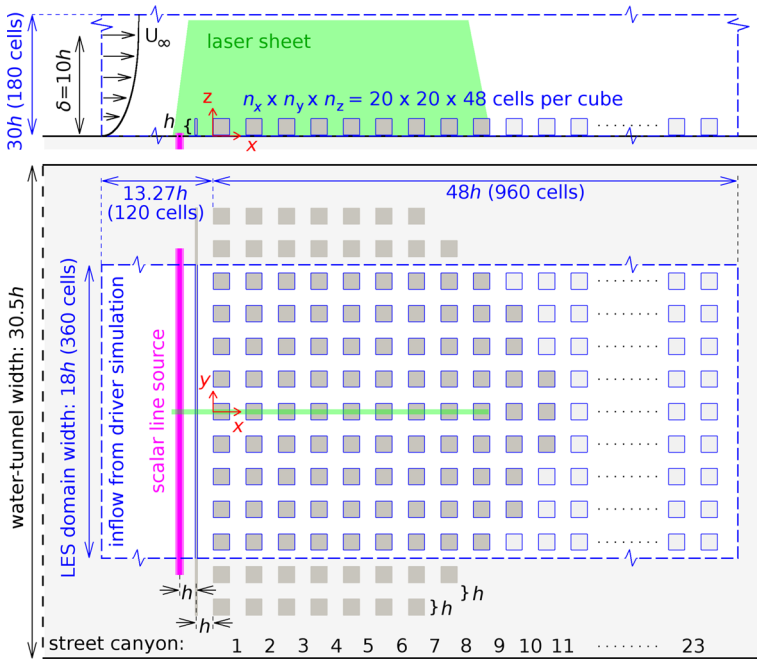 30h (180 cells)
δ=10h
U∞
laser sheet
nx x ny x nz = 20 x 20 x 48 cells per cube
h {
z
x
13.27h
(120 cells)
48h (960 cells)
water-tunnel width: 30.5h
LES domain width: 18h (360 cells)
inflow from driver simulation
scalar line source
y
x
h
h
} h
} h
street canyon: 1 2 3 4 5 6 7 8 9 10 11 ........ 23